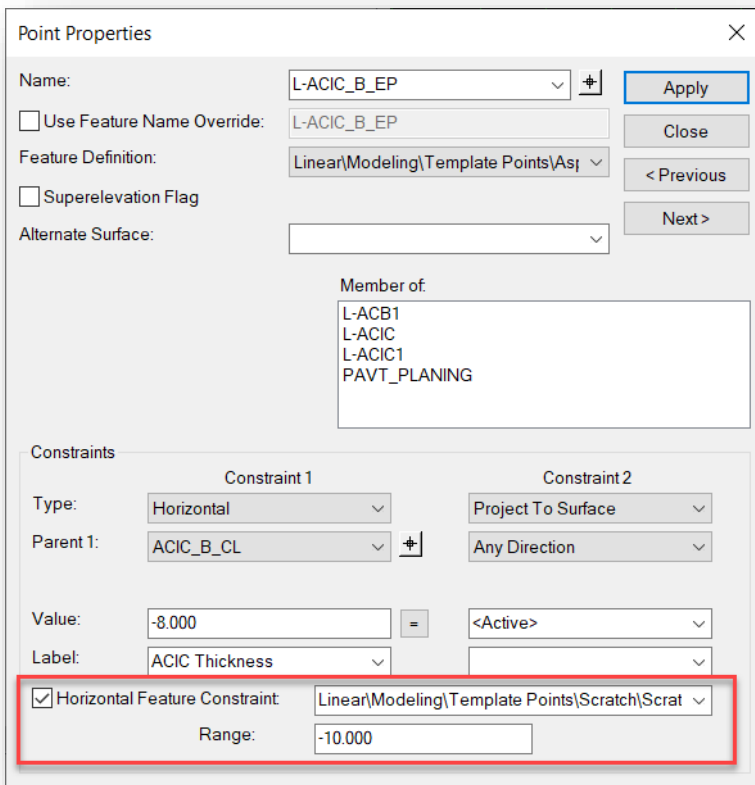 Point Properties
Name:
L-ACIC_B_EP
Apply
Use Feature Name Override:
L-ACIC_B_EP
Close
Feature Definition:
Linear\Modeling\Template Points\Asp
< Previous
Superelevation Flag
Next >
Alternate Surface:
Member of:
L-ACB1
L-ACIC
L-ACIC1
PAVT_PLANING
Constraints
Constraint 1
Constraint 2
Type:
Horizontal
Project To Surface
Parent 1:
ACIC_B_CL
Any Direction
Value:
-8.000
=
<Active>
Label:
ACIC Thickness
Horizontal Feature Constraint:
Linear\Modeling\Template Points\Scratch\Scrat
Range:
-10.000